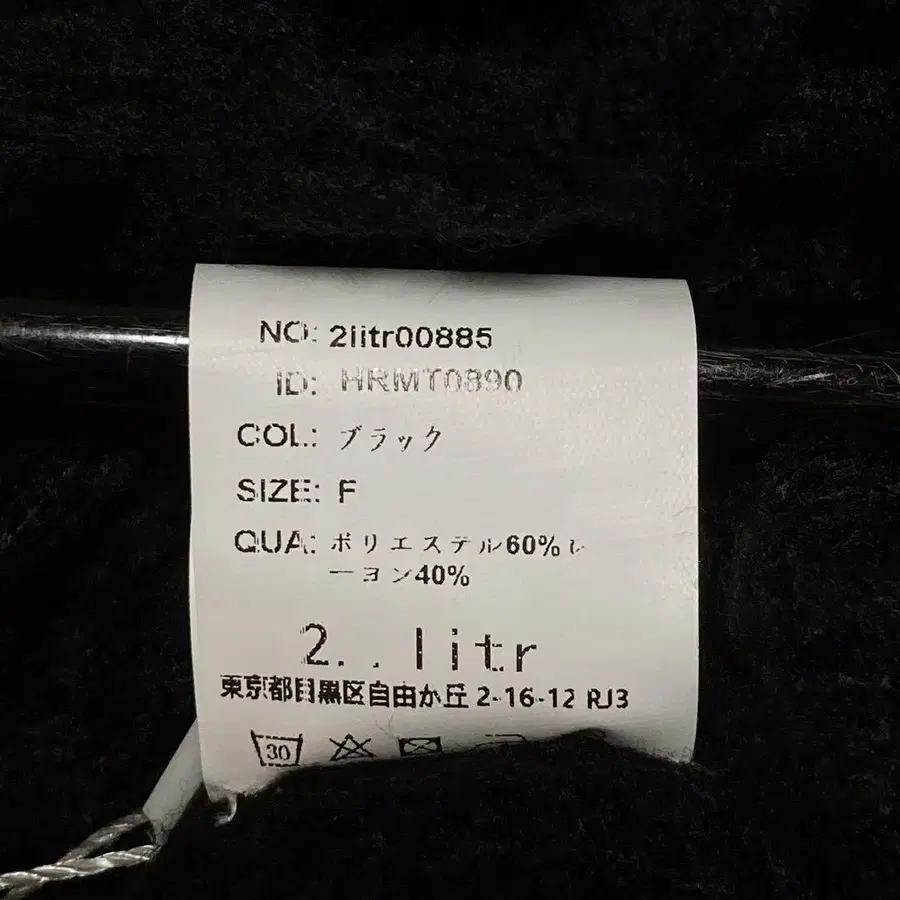 NO: 2litr00885
ID: HRMT0890
COL: ブラック
SIZE: F
QUA: ポリエステル60%レ
ーヨン40%
2..litr
東京都目黒区自由が丘 2-16-12 RJ3
30